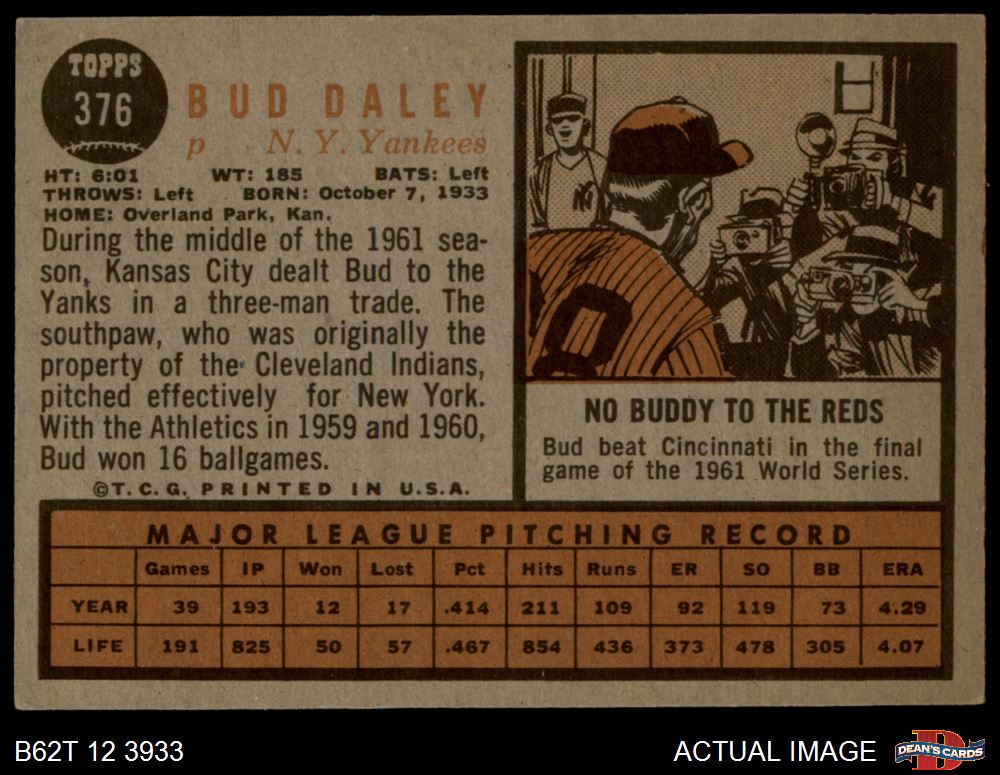 TOPPS
376
BUD DALEY
p N. Y. Yankees
HT: 6:01 WT: 185 BATS: Left
THROWS: Left BORN: October 7, 1933
HOME: Overland Park, Kan.
During the middle of the 1961 sea-
son, Kansas City dealt Bud to the
Yanks in a three-man trade. The
southpaw, who was originally the
property of the Cleveland Indians,
pitched effectively for New York.
With the Athletics in 1959 and 1960,
Bud won 16 ballgames.
©T.C.G. PRINTED IN U.S.A.
NY
NO BUDDY TO THE REDS
Bud beat Cincinnati in the final
game of the 1961 World Series.
MAJOR LEAGUE PITCHING RECORD
Games IP Won Lost Pct Hits Runs ER SO BB ERA
YEAR 39 193 12 17 .414 211 109 92 119 73 4.29
LIFE 191 825 50 57 .467 854 436 373 478 305 4.07
B62T 12 3933
ACTUAL IMAGE
DEAN'S CARDS